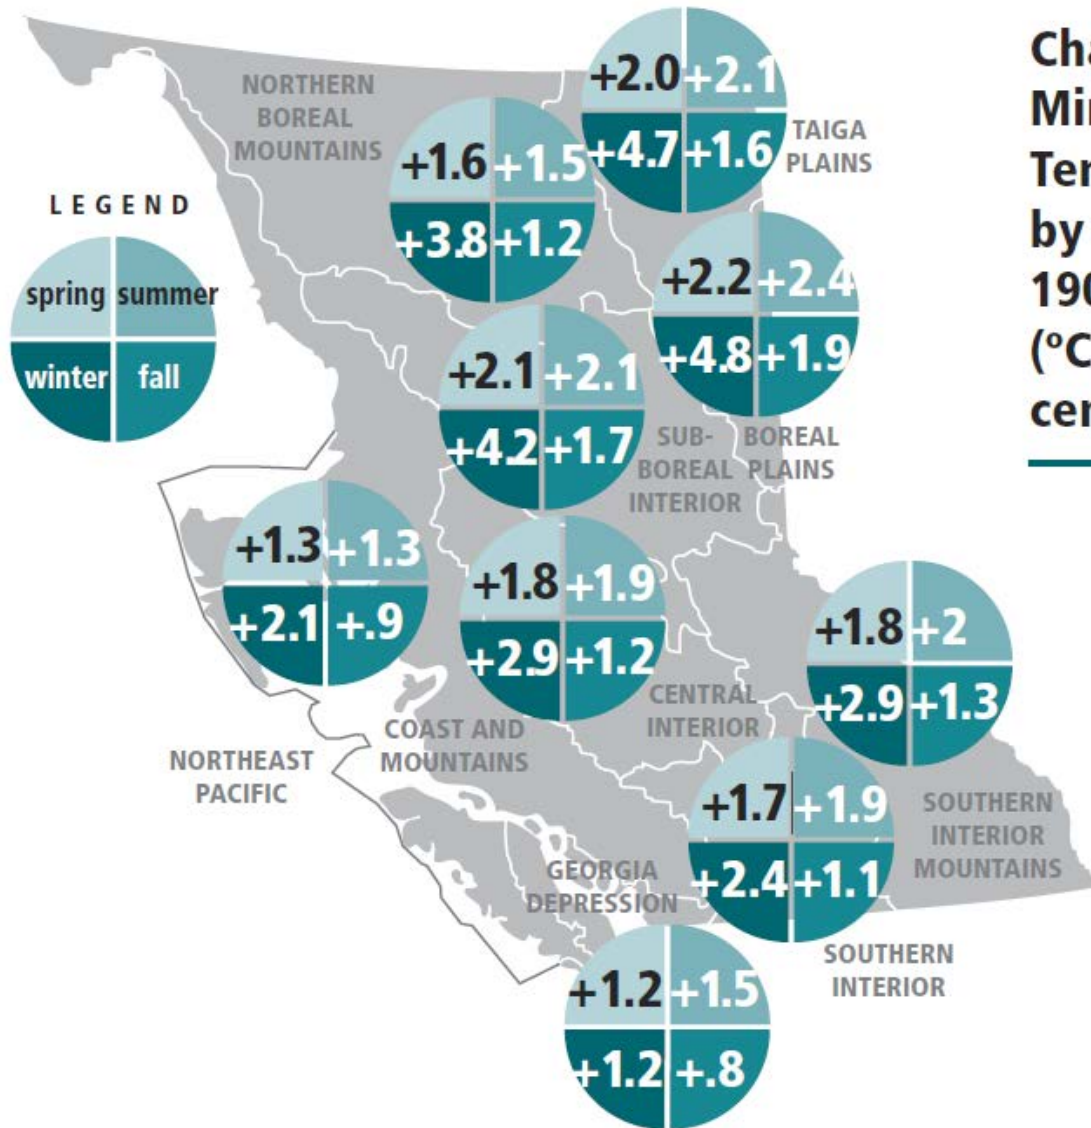 Cha
by
190
(°C
NORTHERN
BOREAL
MOUNTAINS
+2.0 +2.1
+4.7 +1.6
TAIGA
PLAINS
+1.6 +1.5
+3.8 +1.2
LEGEND
spring summer
winter fall
+2.2 +2.4
+4.8 +1.9
BOREAL
PLAINS
+2.1 +2.1
+4.2 +1.7
SUB-
BOREAL
INTERIOR
+1.3 +1.3
+2.1 +.9
NORTHEAST
PACIFIC
COAST AND
MOUNTAINS
+1.8 +1.9
+2.9 +1.2
CENTRAL
INTERIOR
+1.8 +2
+2.9 +1.3
SOUTHERN
INTERIOR
MOUNTAINS
+1.7 +1.9
+2.4 +1.1
SOUTHERN
INTERIOR
GEORGIA
DEPRESSION
+1.2 +1.5
+1.2 +.8